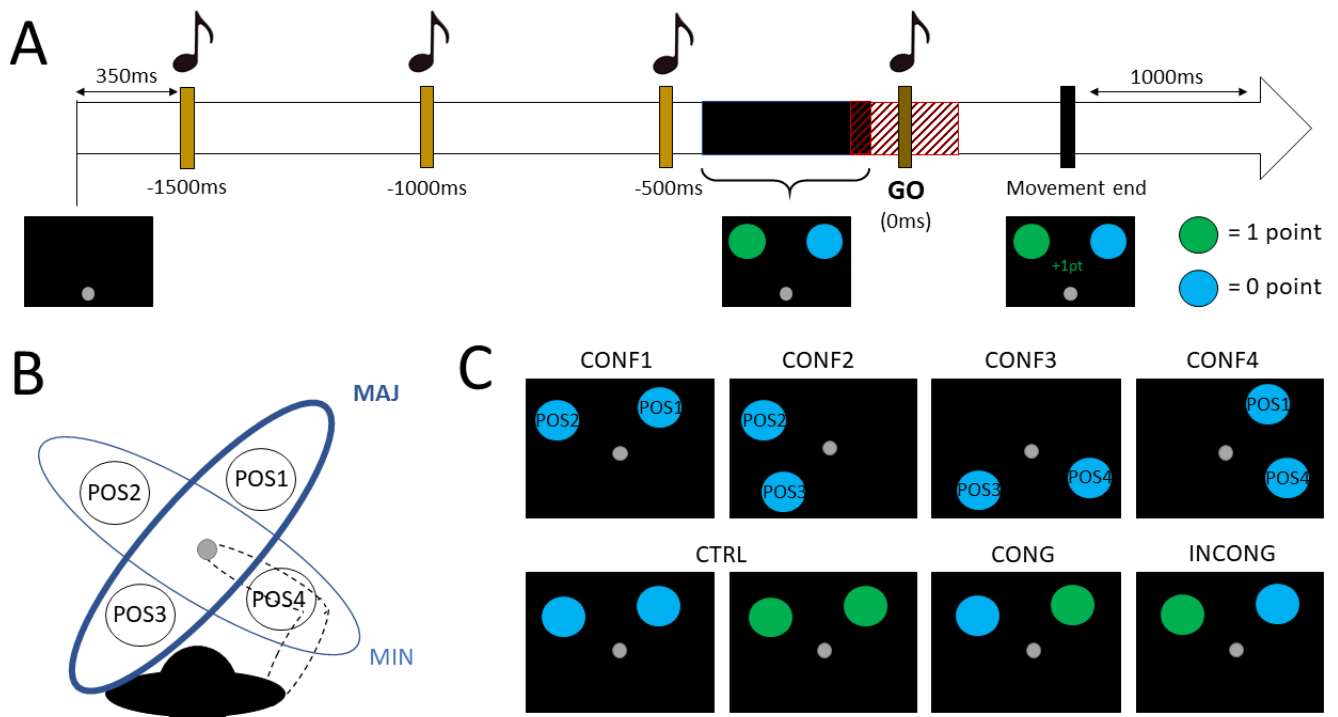 A
350ms
1000ms
-1500ms
-1000ms
-500ms
GO
(0ms)
Movement end
+1pt
= 1 point
= 0 point
B
MAJ
POS1
POS2
POS3
POS4
MIN
C
CONF1
CONF2
CONF3
CONF4
POS2
POS1
POS2
POS3
POS3
POS4
POS1
POS4
CTRL
CONG
INCONG